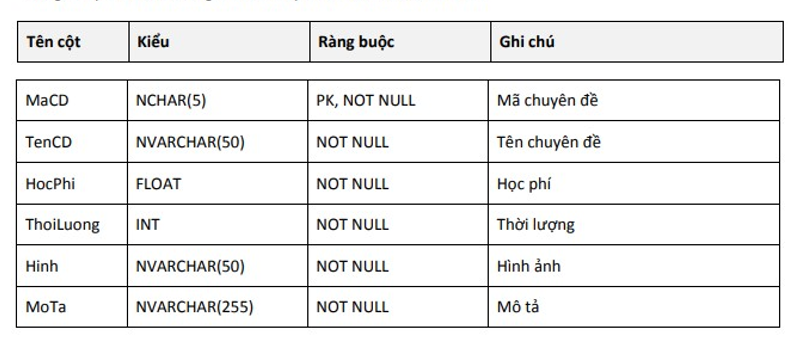 Tên cột Kiểu Ràng buộc Ghi chú
MaCD NCHAR(5) PK, NOT NULL Mã chuyên đề
TenCD NVARCHAR(50) NOT NULL Tên chuyên đề
HocPhi FLOAT NOT NULL Học phí
ThoiLuong INT NOT NULL Thời lượng
Hinh NVARCHAR(50) NOT NULL Hình ảnh
MoTa NVARCHAR(255) NOT NULL Mô tả